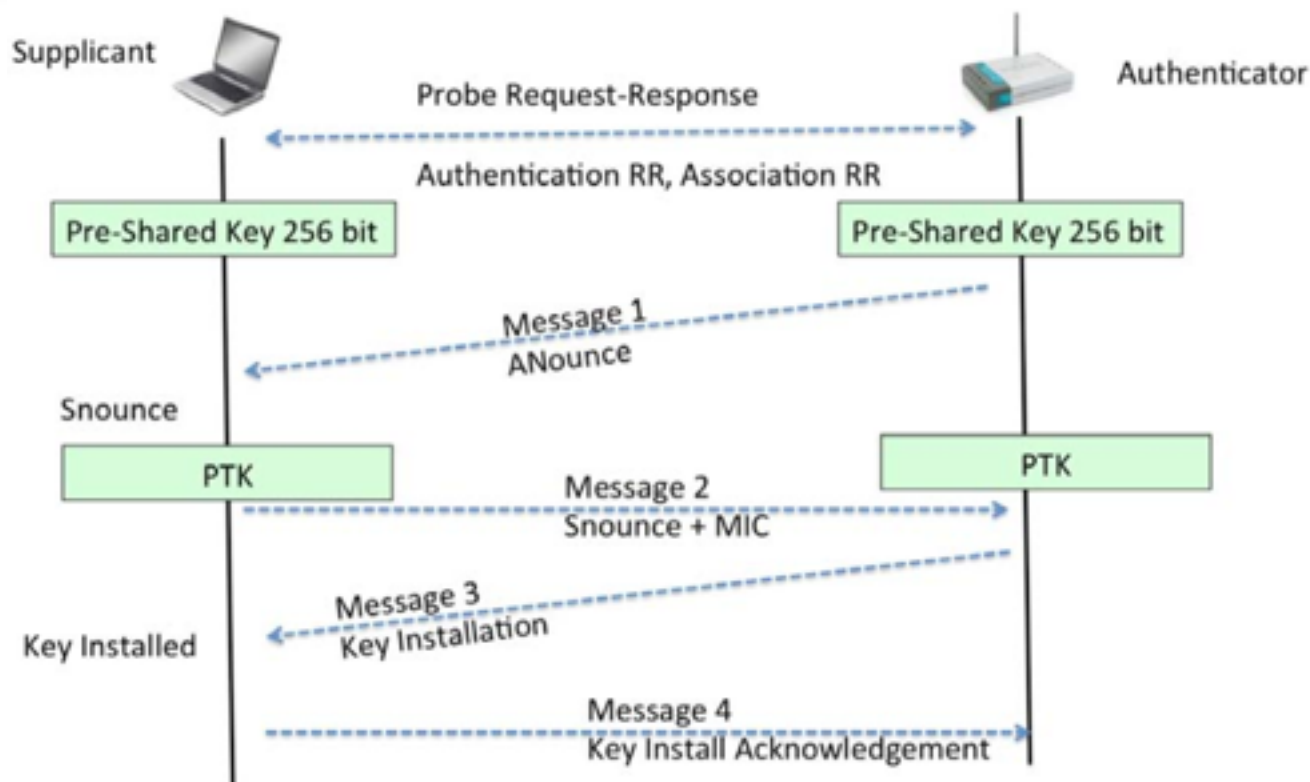 Supplicant
Authenticator
Probe Request-Response
Authentication RR, Association RR
Pre-Shared Key 256 bit
Pre-Shared Key 256 bit
Message 1
ANounce
Snounce
PTK
PTK
Message 2
Snounce + MIC
Message 3
Key Installation
Key Installed
Message 4
Key Install Acknowledgement